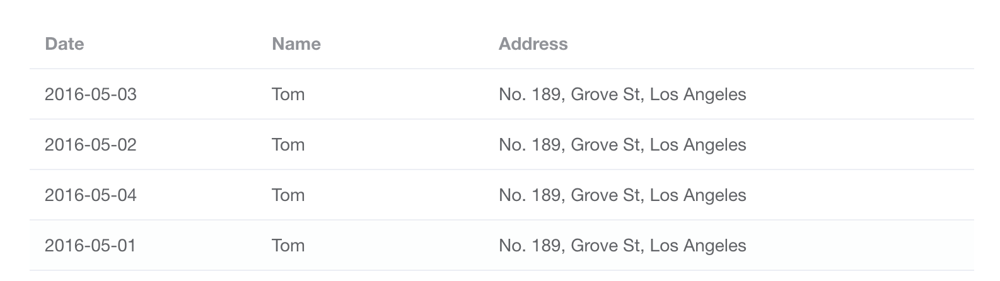 Date Name Address
2016-05-03 Tom No. 189, Grove St, Los Angeles
2016-05-02 Tom No. 189, Grove St, Los Angeles
2016-05-04 Tom No. 189, Grove St, Los Angeles
2016-05-01 Tom No. 189, Grove St, Los Angeles